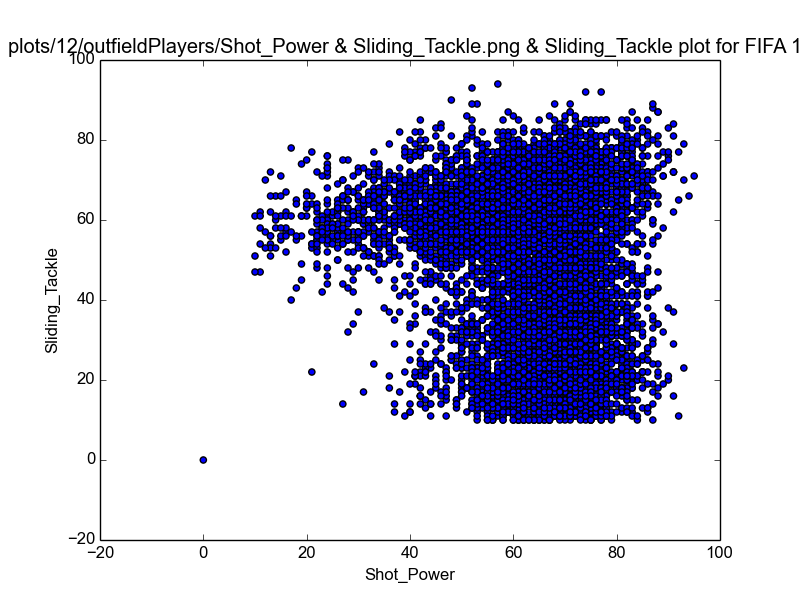 plots/12/outfieldPlayers/Shot_Power & Sliding_Tackle.png & Sliding_Tackle plot for FIFA 1
100
80
60
40
20
0
−20
Sliding_Tackle
−20 0 20 40 60 80 100
Shot_Power